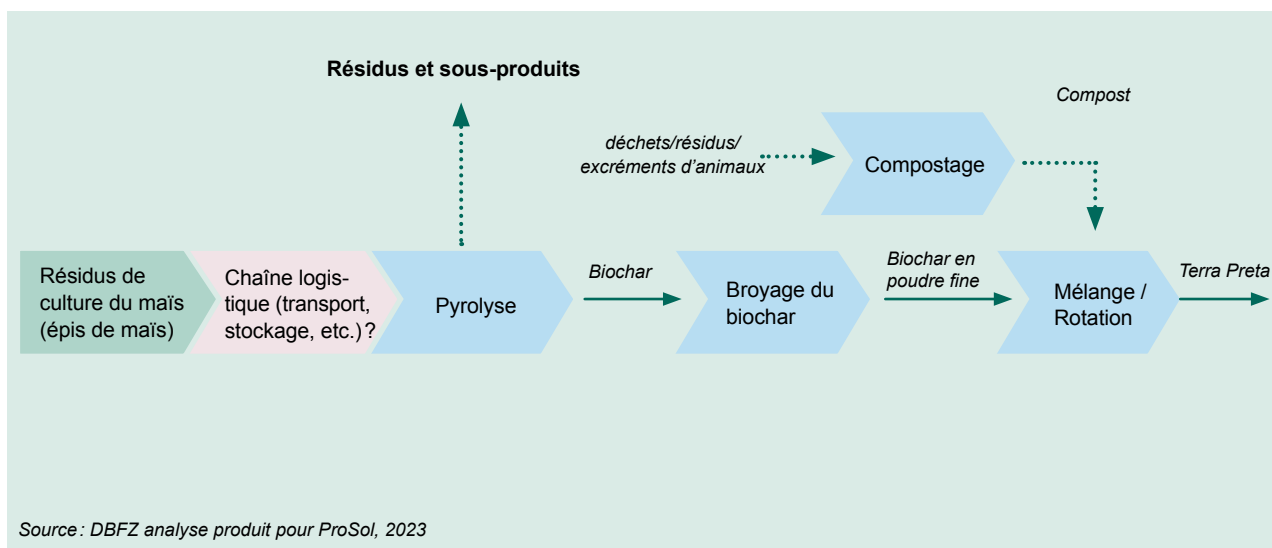 Résidus et sous-produits
Compost
déchets/résidus/
excréments d’animaux
Compostage
Résidus de
culture du maïs
(épis de maïs)
Chaîne logis-
tique (transport,
stockage, etc.) ?
Pyrolyse
Biochar
Broyage du
biochar
Biochar en
poudre fine
Mélange /
Rotation
Terra Preta
Source : DBFZ analyse produit pour ProSol, 2023